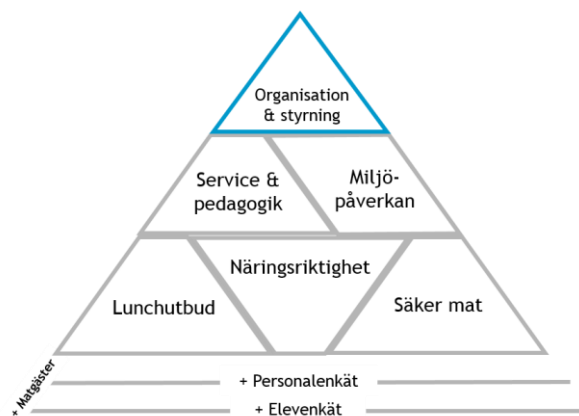 Organisation
& styrning
Service &
pedagogik
Miljö-
påverkan
Näringsriktighet
Lunchutbud
Säker mat
+ Matgäster
+ Personalenkät
+ Elevenkät